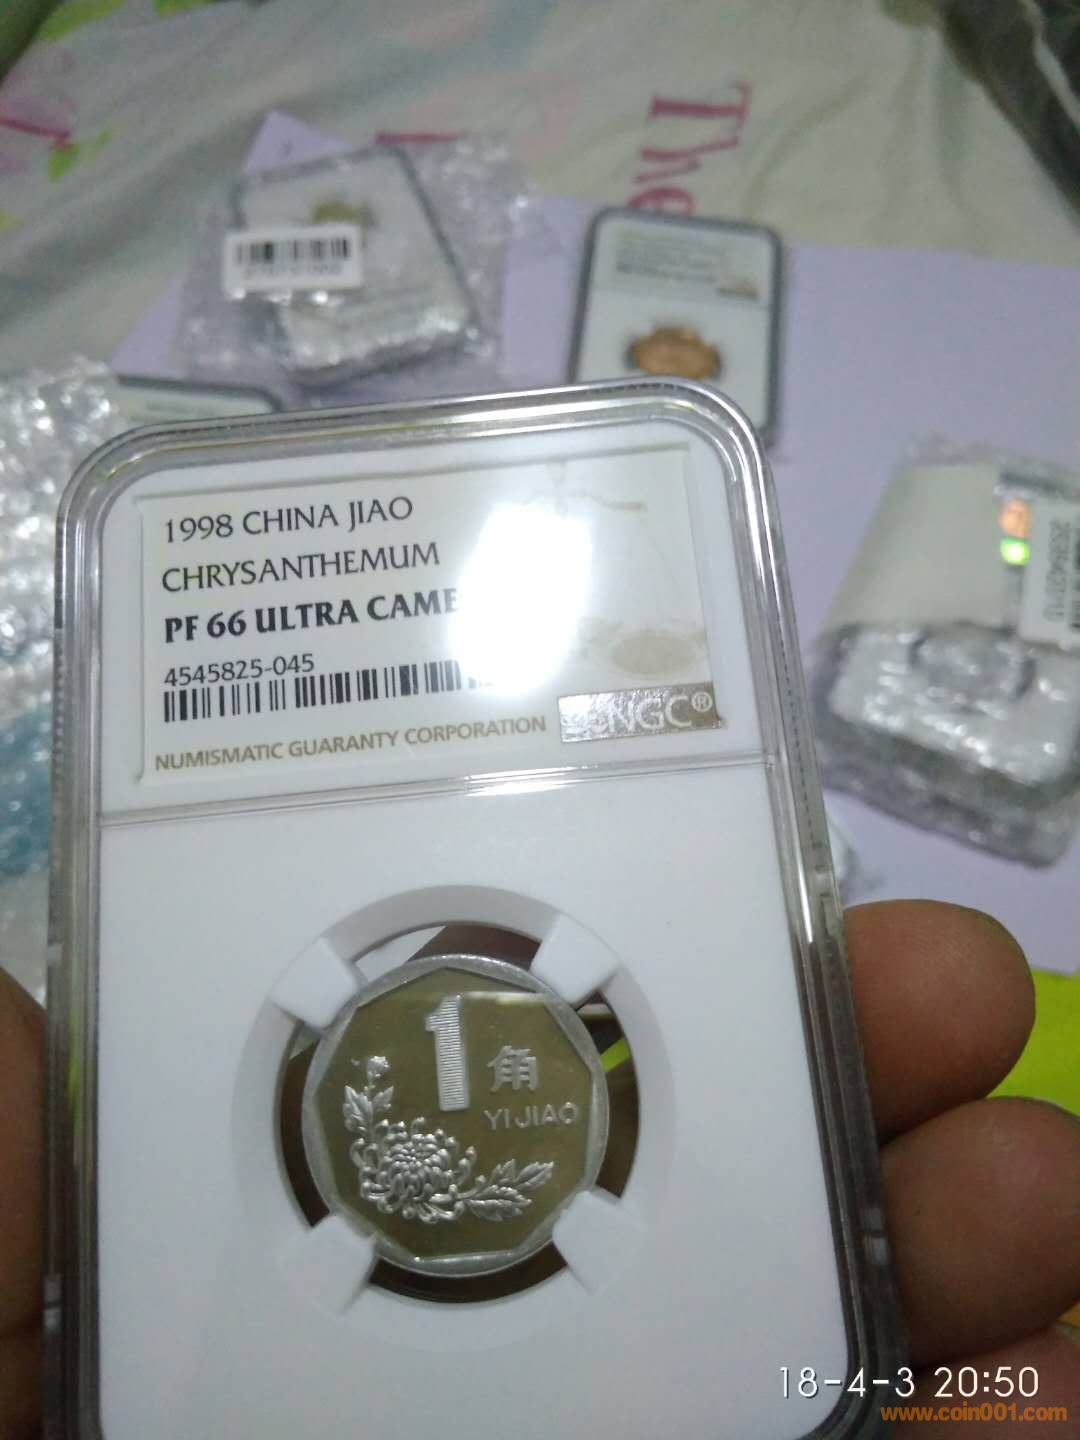 Twe
1998 CHINA JIAO
CHRYSANTHEMUM
PF 66 ULTRA CAME
4545825-045
NGC®
NUMISMATIC GUARANTY CORPORATION
1 角
YI JIAO
18-4-3 20:50
www.coin001.com